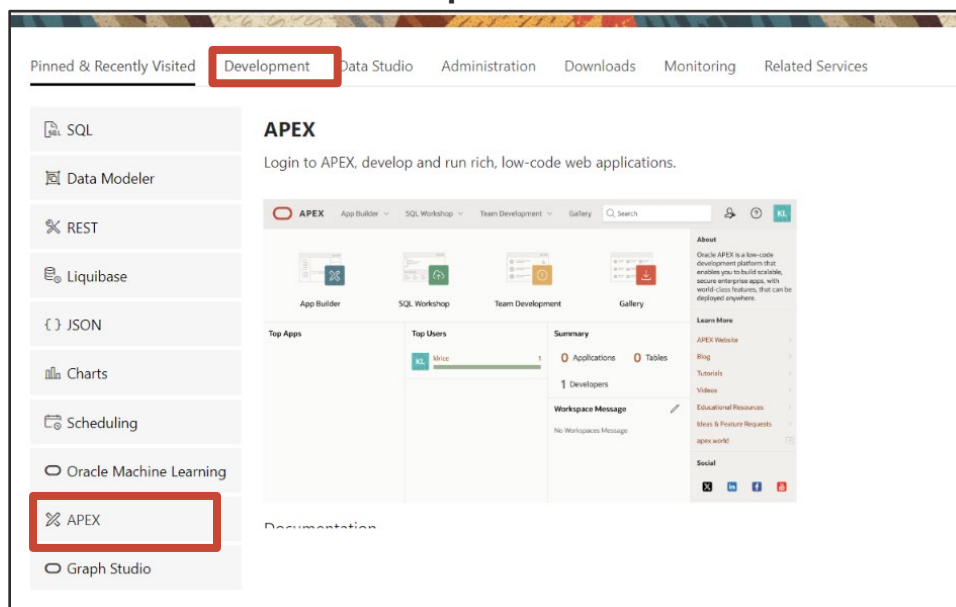 Pinned & Recently Visited Development Data Studio Administration Downloads Monitoring Related Services
SQL
Data Modeler
REST
Liquibase
{ } JSON
Charts
Scheduling
Oracle Machine Learning
APEX
Graph Studio
APEX
Login to APEX, develop and run rich, low-code web applications.
APEX App Builder SQL Workshop Team Development Gallery Search KL
App Builder SQL Workshop Team Development Gallery
Top Apps
Top Users
KL 1
Summary
0 Applications 0 Tables
1 Developers
Workspace Message
No Workspaces Message
About
Oracle APEX is a low-code
development platform that
enables you to build scalable,
secure enterprise apps, with
world-class features, that can be
deployed anywhere.
Learn More
APEX Website
Blog
Tutorials
Videos
Educational Resources
Ideas & Feature Requests
apex.world
Social
Documentation